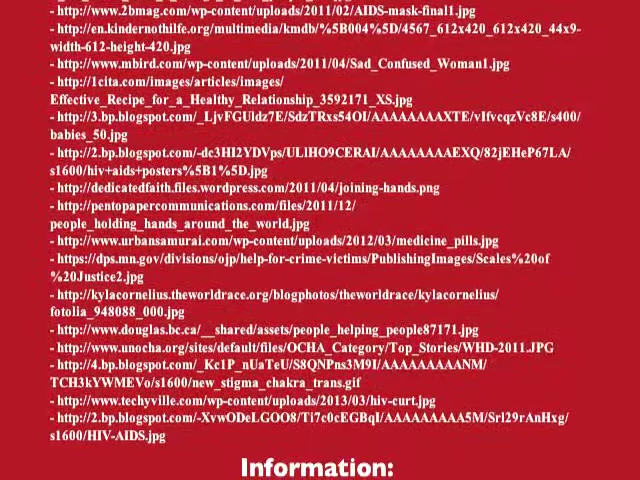 - http://www.2bmag.com/wp-content/uploads/2011/02/AIDS-mask-final1.jpg
- http://en.kindernothilfe.org/multimedia/kmdb/%5B004%5D/4567_612x420_612x420_44x9-
width-612-height-420.jpg
- http://www.mbird.com/wp-content/uploads/2011/04/Sad_Confused_Woman1.jpg
- http://1cita.com/images/articles/images/
Effective_Recipe_for_a_Healthy_Relationship_3592171_XS.jpg
- http://3.bp.blogspot.com/_LjvFGUldz7E/SdzTRxs54OI/AAAAAAAAXTE/vIfvcqzVc8E/s400/
babies_50.jpg
- http://2.bp.blogspot.com/-dc3HI2YDVps/ULlHO9CERAI/AAAAAAAAEXQ/82jEHeP67LA/
s1600/hiv+aids+posters%5B1%5D.jpg
- http://dedicatedfaith.files.wordpress.com/2011/04/joining-hands.png
- http://pentopapercommunications.com/files/2011/12/
people_holding_hands_around_the_world.jpg
- http://www.urbansamurai.com/wp-content/uploads/2012/03/medicine_pills.jpg
- https://dps.mn.gov/divisions/ojp/help-for-crime-victims/PublishingImages/Scales%20of
%20Justice2.jpg
- http://kylacornelius.theworldrace.org/blogphotos/theworldrace/kylacornelius/
fotolia_948088_000.jpg
- http://www.douglas.bc.ca/__shared/assets/people_helping_people87171.jpg
- http://www.unocha.org/sites/default/files/OCHA_Category/Top_Stories/WHD-2011.JPG
- http://4.bp.blogspot.com/_Kc1P_nUaTeU/S8QNPns3M9I/AAAAAAAAANM/
TCH3kYWMEVo/s1600/new_stigma_chakra_trans.gif
- http://www.techyville.com/wp-content/uploads/2013/03/hiv-curt.jpg
- http://2.bp.blogspot.com/-XvwODeLGOO8/Ti7c0cEGBqI/AAAAAAAAA5M/Srl29rAnHxg/
s1600/HIV-AIDS.jpg
Information: